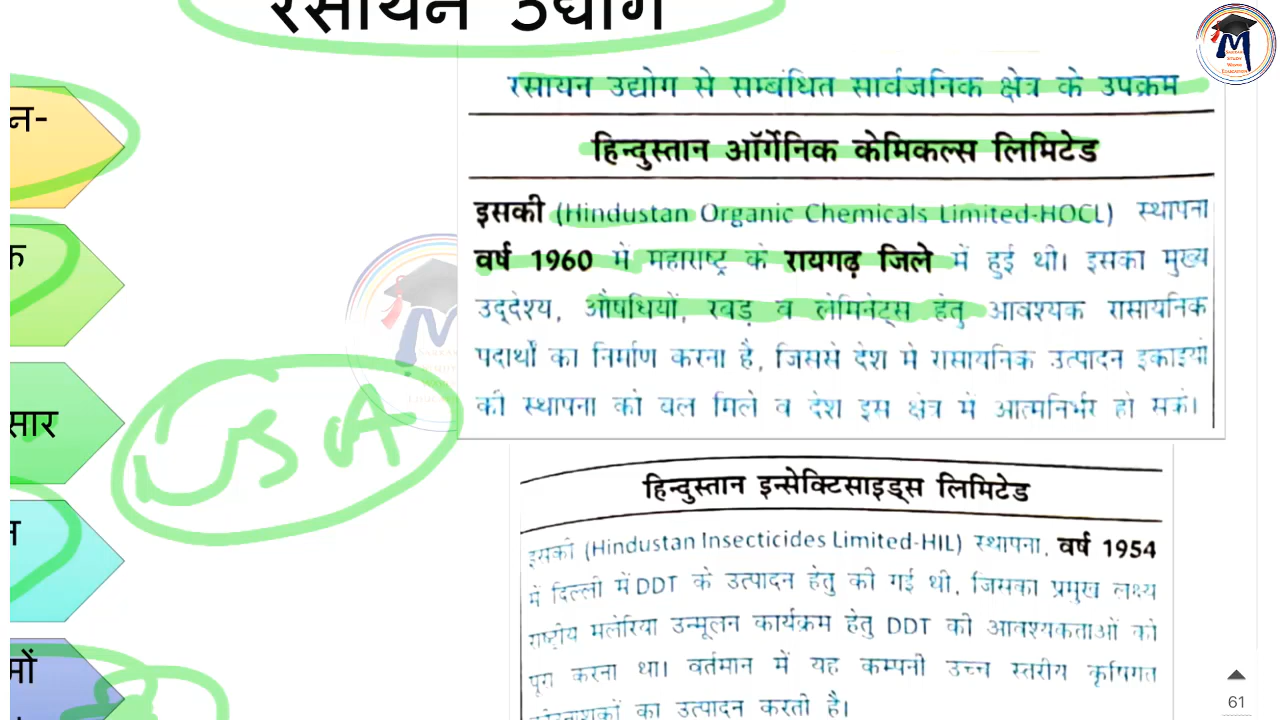 रसायन उद्योग
रसायन उद्योग से सम्बंधित सार्वजनिक क्षेत्र के उपक्रम
हिन्दुस्तान ऑर्गेनिक केमिकल्स लिमिटेड
इसकी (Hindustan Organic Chemicals Limited-HOCL) स्थापना
वर्ष 1960 में महाराष्ट्र के रायगढ़ जिले में हुई थी। इसका मुख्य
उद्देश्य, औषधियों, रबड़ व लेमिनेट्स हेतु आवश्यक रासायनिक
पदार्थों का निर्माण करना है, जिससे देश मे रासायनिक उत्पादन इकाइयों
की स्थापना को बल मिले व देश इस क्षेत्र में आत्मनिर्भर हो सके।
हिन्दुस्तान इन्सेक्टिसाइड्स लिमिटेड
इसकी (Hindustan Insecticides Limited-HIL) स्थापना, वर्ष 1954
में दिल्ली में DDT के उत्पादन हेतु की गई थी, जिसका प्रमुख लक्ष्य
राष्ट्रीय मलेरिया उन्मूलन कार्यक्रम हेतु DDT की आवश्यकताओं को
पूरा करना था। वर्तमान में यह कम्पनी उच्च स्तरीय कृषिगत
का उत्पादन करती है।
न-
क
सार
न
मों
USA
M
61